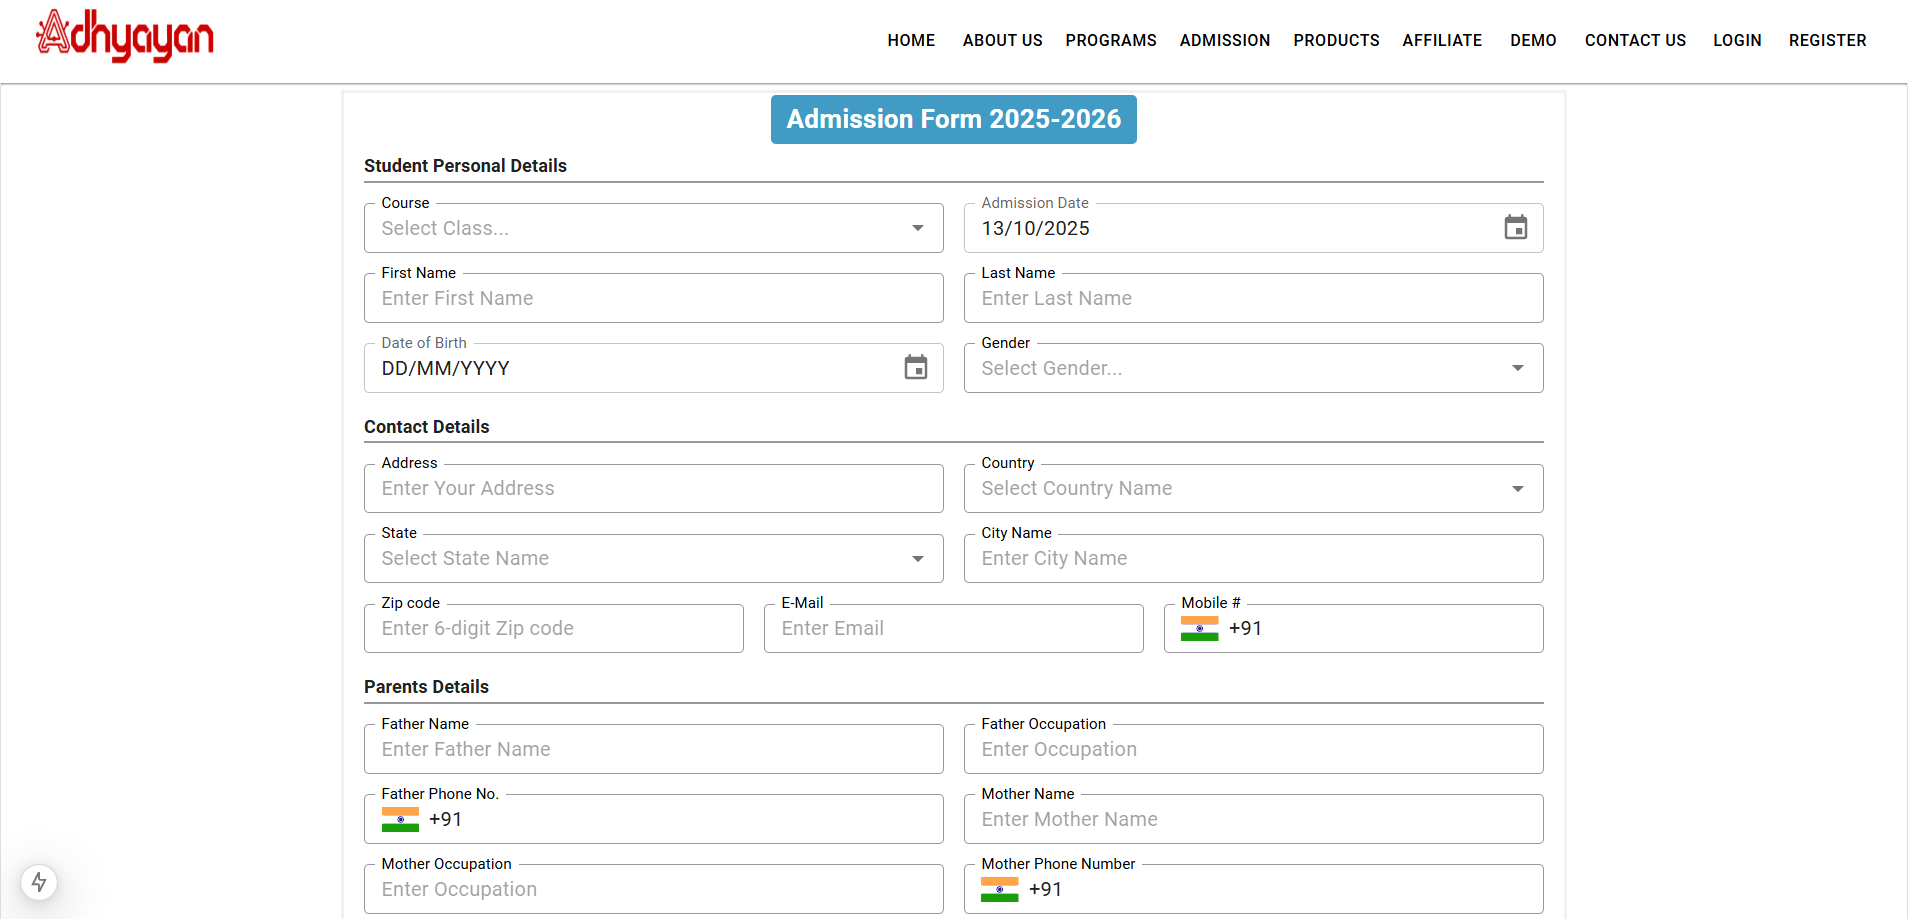 Adhyayan
HOME ABOUT US PROGRAMS ADMISSION PRODUCTS AFFILIATE DEMO CONTACT US LOGIN REGISTER
Admission Form 2025-2026
Student Personal Details
Course
Select Class...
Admission Date
13/10/2025
First Name
Enter First Name
Last Name
Enter Last Name
Date of Birth
DD/MM/YYYY
Gender
Select Gender...
Contact Details
Address
Enter Your Address
Country
Select Country Name
State
Select State Name
City Name
Enter City Name
Zip code
Enter 6-digit Zip code
E-Mail
Enter Email
Mobile #
+91
Parents Details
Father Name
Enter Father Name
Father Occupation
Enter Occupation
Father Phone No.
+91
Mother Name
Enter Mother Name
Mother Occupation
Enter Occupation
Mother Phone Number
+91